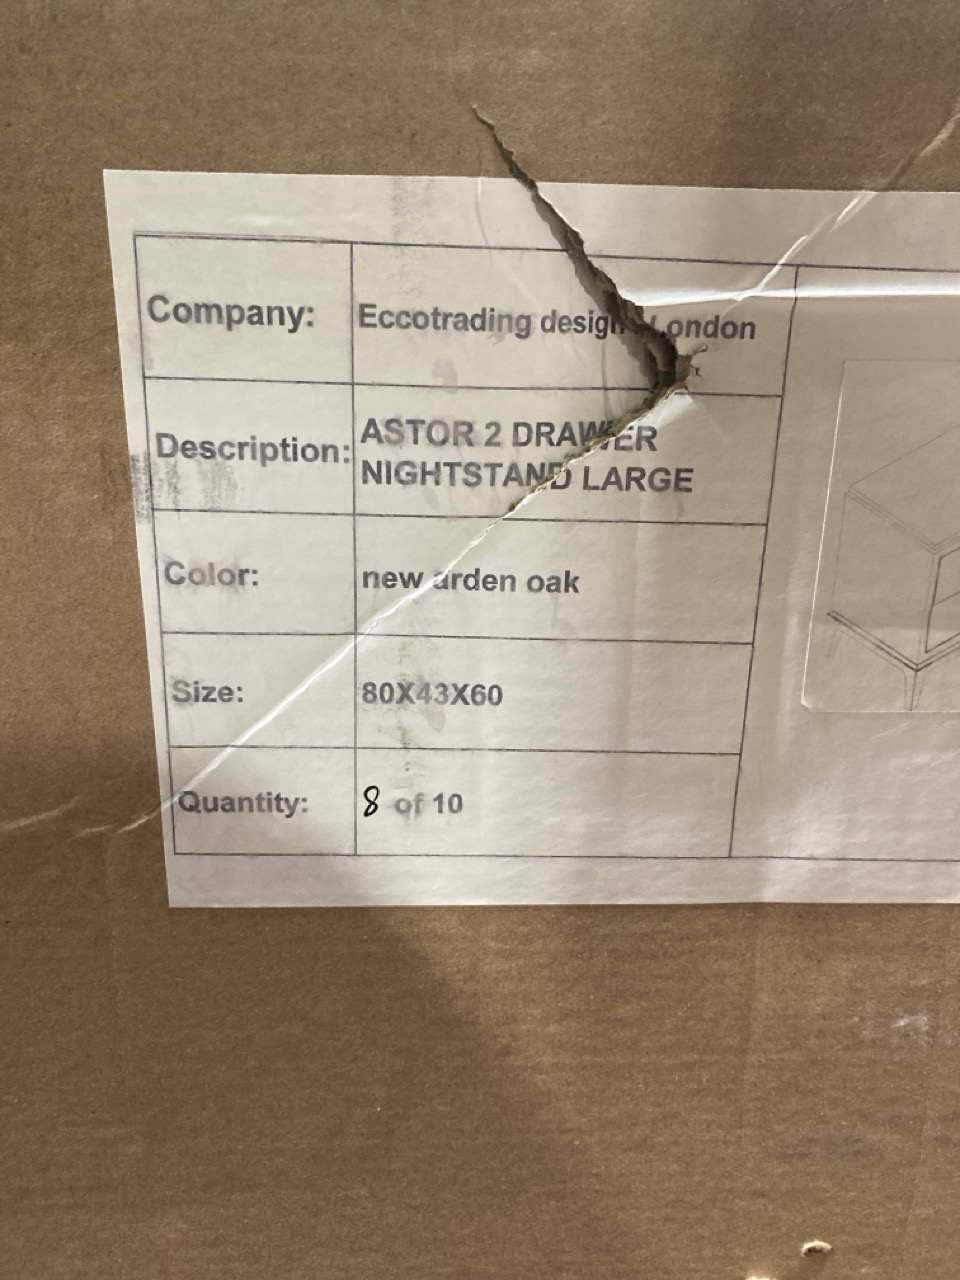 Company: Eccotrading design London
Description: ASTOR 2 DRAWER
NIGHTSTAND LARGE
Color: new arden oak
Size: 80X43X60
Quantity: 8 of 10